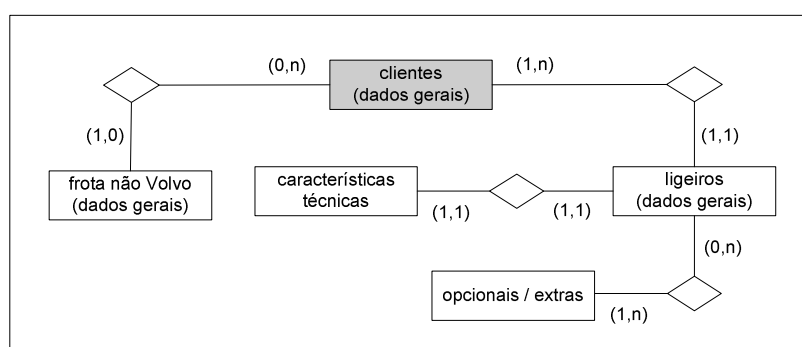 (0,n)
clientes
(dados gerais)
(1,n)
(1,0)
(1,1)
frota não Volvo
(dados gerais)
características
técnicas
(1,1)
(1,1)
ligeiros
(dados gerais)
(0,n)
opcionais / extras
(1,n)